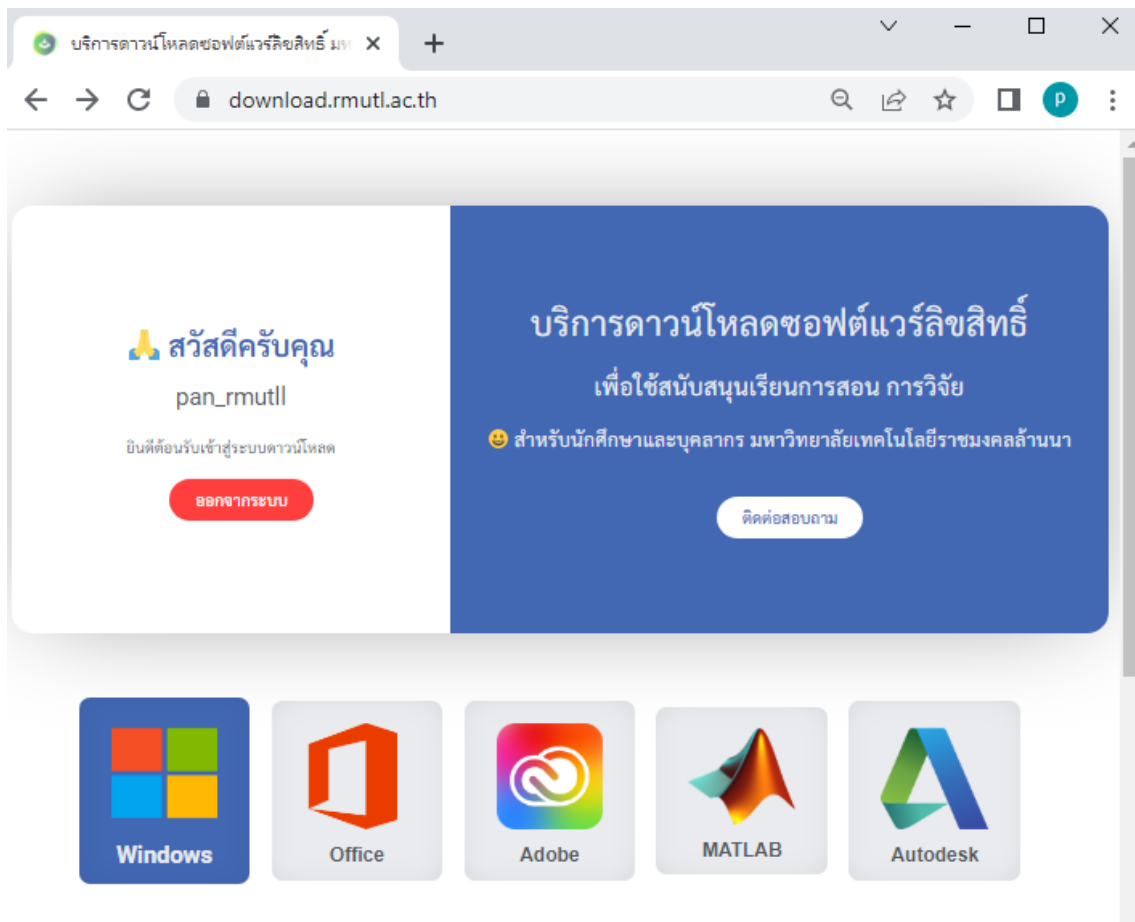 บริการดาวน์โหลดซอฟต์แวร์ลิขสิทธิ์ มห
download.rmutl.ac.th
p
🙏 สวัสดีครับคุณ
pan_rmutll
ยินดีต้อนรับเข้าสู่ระบบดาวน์โหลด
ออกจากระบบ
บริการดาวน์โหลดซอฟต์แวร์ลิขสิทธิ์
เพื่อใช้สนับสนุนเรียนการสอน การวิจัย
😀 สำหรับนักศึกษาและบุคลากร มหาวิทยาลัยเทคโนโลยีราชมงคลล้านนา
ติดต่อสอบถาม
Windows
Office
Adobe
MATLAB
Autodesk